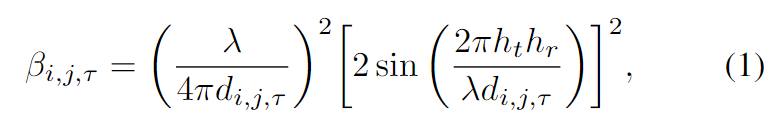 β_{i,j,τ} = (λ / 4πd_{i,j,τ})² [2 sin (2πh_t h_r / λd_{i,j,τ})]², (1)